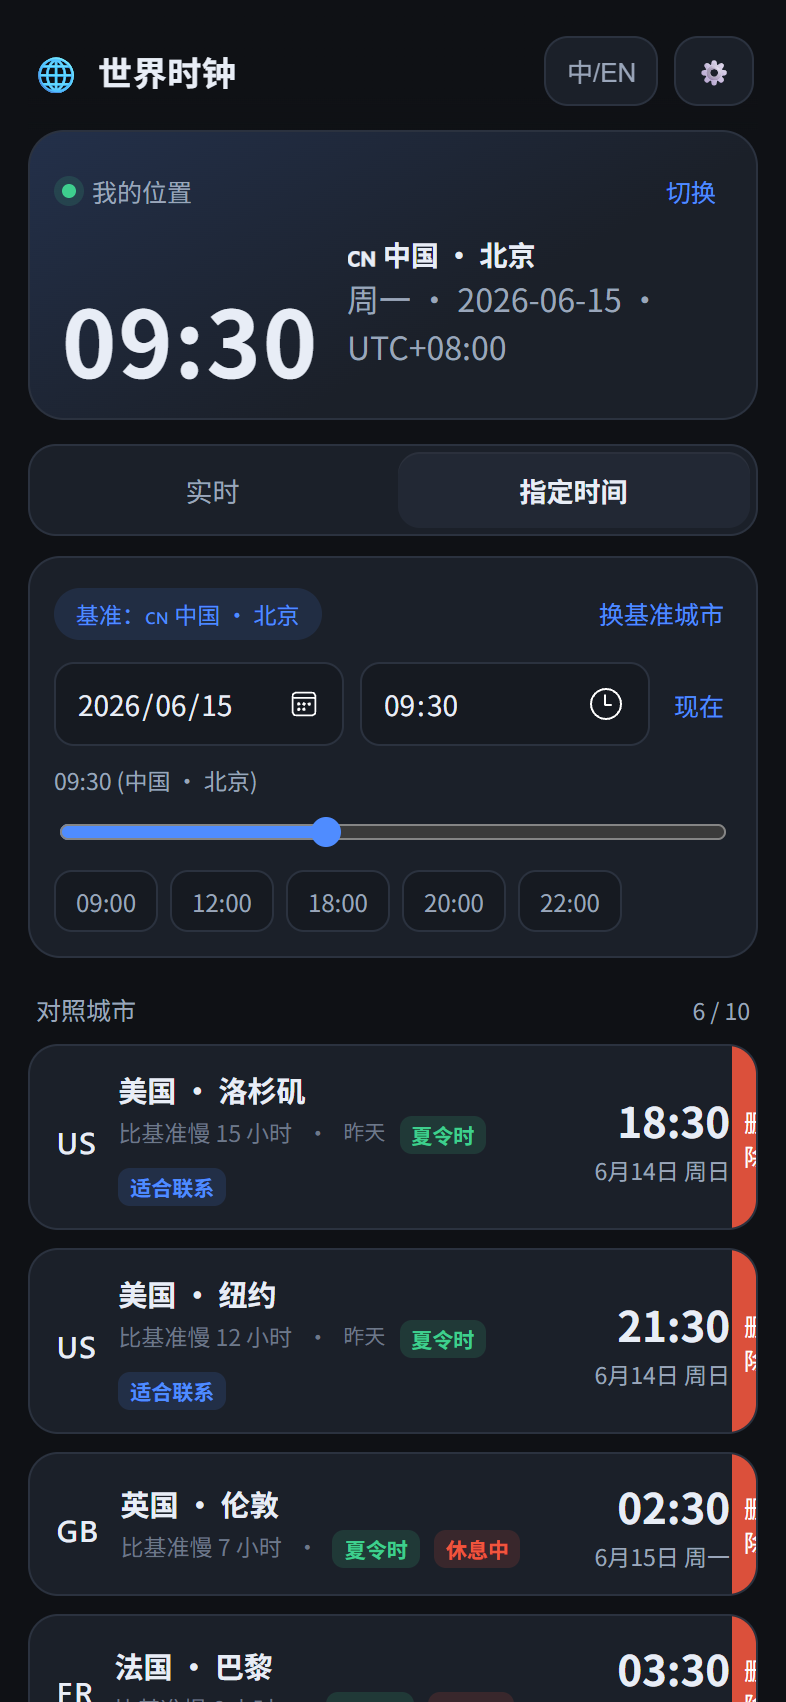 世界时钟
中/EN
我的位置
切换
CN 中国 · 北京
周一 · 2026-06-15 ·
UTC+08:00
09:30
实时
指定时间
基准：CN 中国 · 北京
换基准城市
2026/06/15
09:30
现在
09:30 (中国 · 北京)
09:00
12:00
18:00
20:00
22:00
对照城市
6 / 10
US
美国 · 洛杉矶
比基准慢 15 小时 · 昨天 夏令时
适合联系
18:30
6月14日 周日
US
美国 · 纽约
比基准慢 12 小时 · 昨天 夏令时
适合联系
21:30
6月14日 周日
GB
英国 · 伦敦
比基准慢 7 小时 · 夏令时 休息中
02:30
6月15日 周一
FR
法国 · 巴黎
03:30